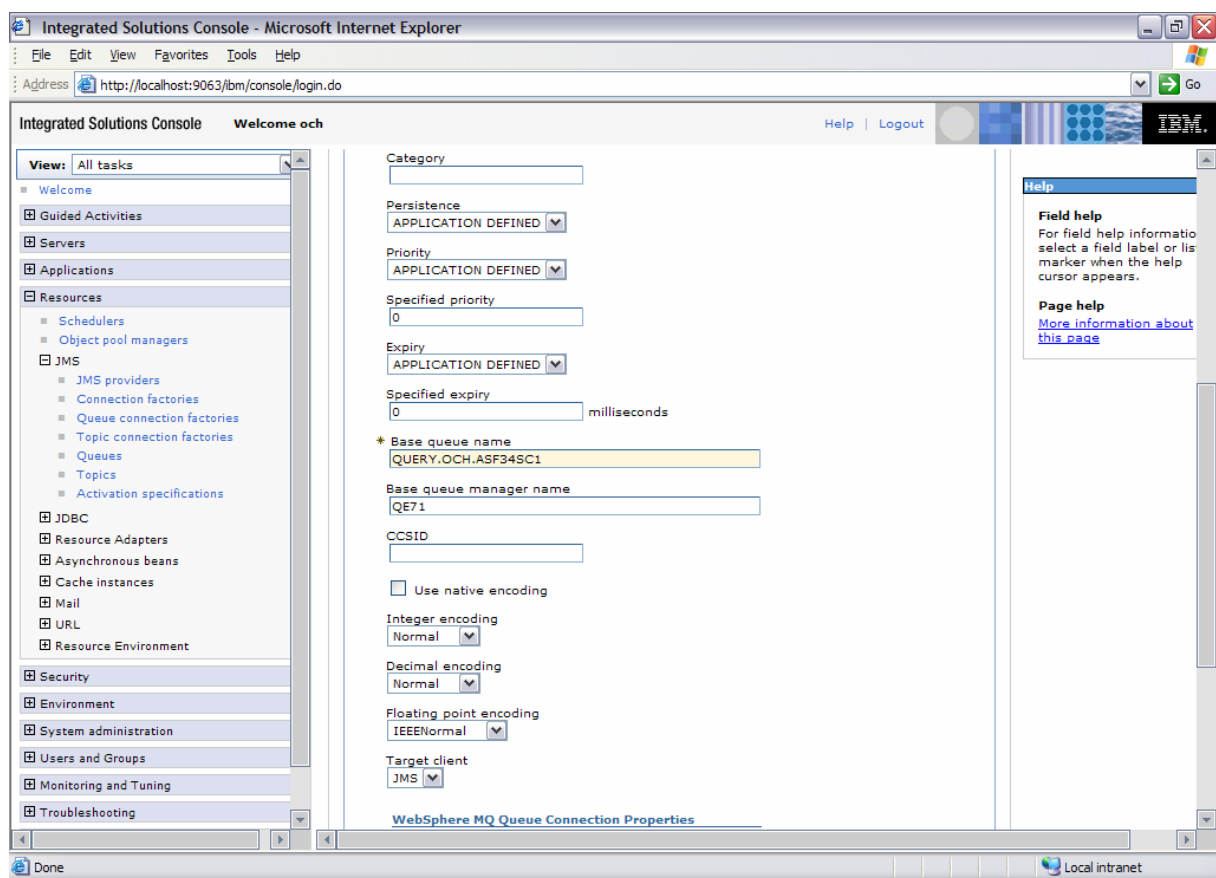 Integrated Solutions Console - Microsoft Internet Explorer
File Edit View Favorites Tools Help
Address http://localhost:9063/ibm/console/login.do Go
Integrated Solutions Console Welcome och Help | Logout IBM.
View: All tasks
Welcome
Guided Activities
Servers
Applications
Resources
Schedulers
Object pool managers
JMS
JMS providers
Connection factories
Queue connection factories
Topic connection factories
Queues
Topics
Activation specifications
JDBC
Resource Adapters
Asynchronous beans
Cache instances
Mail
URL
Resource Environment
Security
Environment
System administration
Users and Groups
Monitoring and Tuning
Troubleshooting
Category
Persistence
APPLICATION DEFINED
Priority
APPLICATION DEFINED
Specified priority
0
Expiry
APPLICATION DEFINED
Specified expiry
0 milliseconds
* Base queue name
QUERY.OCH.ASF34SC1
Base queue manager name
QE71
CCSID
Use native encoding
Integer encoding
Normal
Decimal encoding
Normal
Floating point encoding
IEEENormal
Target client
JMS
WebSphere MQ Queue Connection Properties
Help
Field help
For field help informatio
select a field label or lis
marker when the help
cursor appears.
Page help
More information about
this page
Done Local intranet